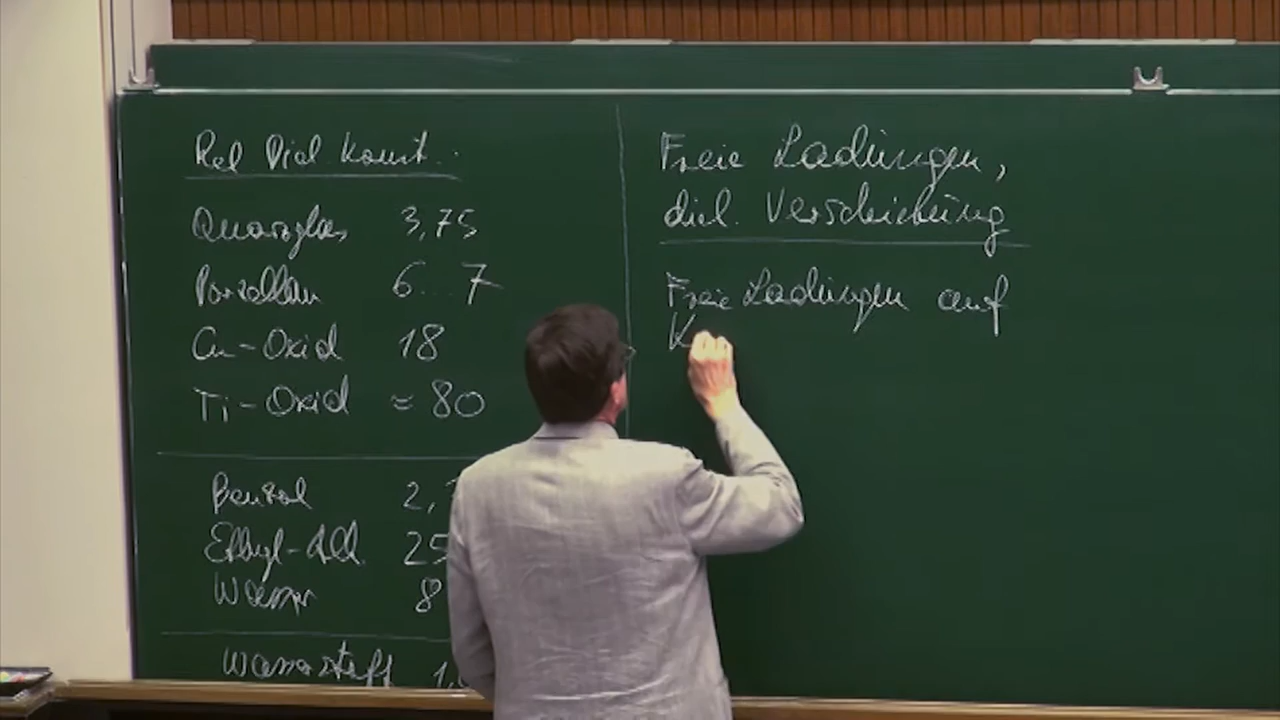 Rel Diel. Konst.
Quarzglas 3,75
Porzellan 6...7
Cu-Oxid 18
Ti-Oxid ≈ 80
Benzol 2,
Ethyl-Alk. 25
Wasser 8
Wasserstoff 1,
Freie Ladungen,
diel. Verschiebung
Freie Ladungen auf
K